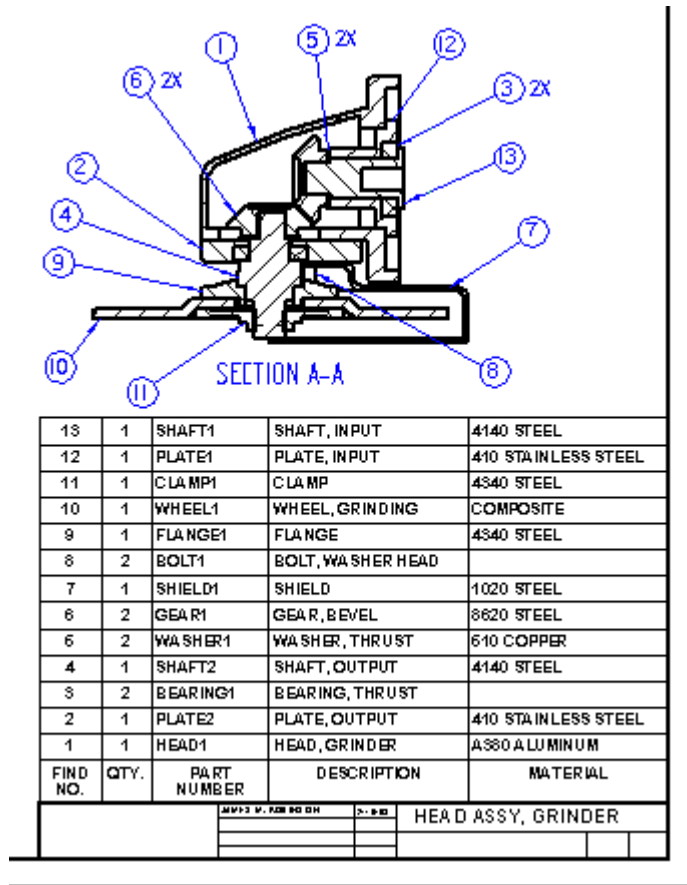 1
5 2X
12
6 2X
3 2X
2
13
4
7
9
10
SECTION A-A
8
11
13 1 SHAFT1 SHAFT, INPUT 4140 STEEL
12 1 PLATE1 PLATE, INPUT 410 STAINLESS STEEL
11 1 CLAMP1 CLAMP 4340 STEEL
10 1 WHEEL1 WHEEL, GRINDING COMPOSITE
9 1 FLANGE1 FLANGE 4340 STEEL
8 2 BOLT1 BOLT, WASHER HEAD
7 1 SHIELD1 SHIELD 1020 STEEL
6 2 GEAR1 GEAR, BEVEL 8620 STEEL
5 2 WASHER1 WASHER, THRUST 510 COPPER
4 1 SHAFT2 SHAFT, OUTPUT 4140 STEEL
3 2 BEARING1 BEARING, THRUST
2 1 PLATE2 PLATE, OUTPUT 410 STAINLESS STEEL
1 1 HEAD1 HEAD, GRINDER A380 ALUMINUM
FIND NO. QTY. PART NUMBER DESCRIPTION MATERIAL
HEAD ASSY, GRINDER